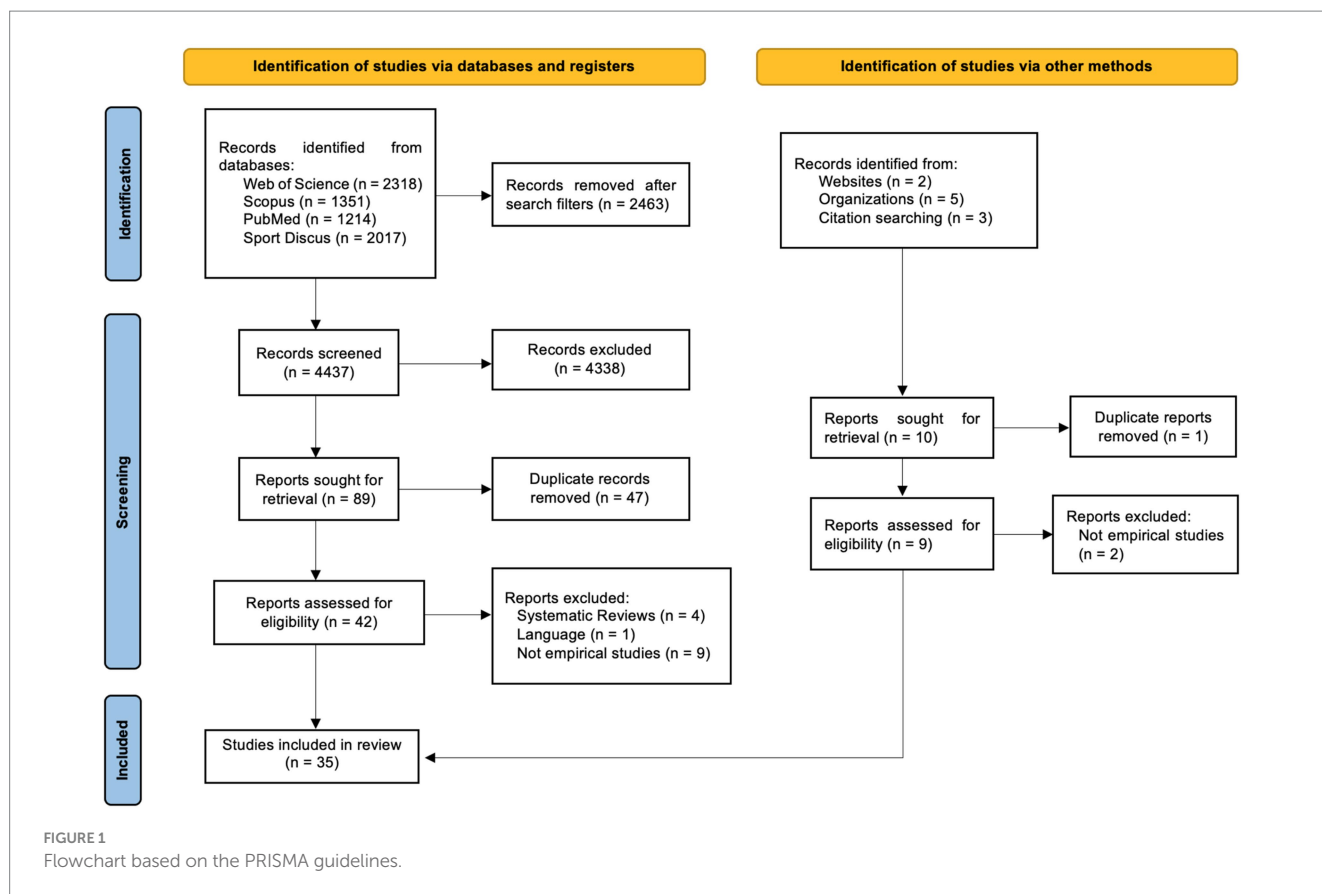 Identification of studies via databases and registers
Identification of studies via other methods
Identification
Records identified from
databases:
Web of Science (n = 2318)
Scopus (n = 1351)
PubMed (n = 1214)
Sport Discus (n = 2017)
Records removed after
search filters (n = 2463)
Records identified from:
Websites (n = 2)
Organizations (n = 5)
Citation searching (n = 3)
Screening
Records screened
(n = 4437)
Records excluded
(n = 4338)
Reports sought for
retrieval (n = 89)
Duplicate records
removed (n = 47)
Reports sought for
retrieval (n = 10)
Duplicate reports
removed (n = 1)
Reports assessed for
eligibility (n = 42)
Reports excluded:
Systematic Reviews (n = 4)
Language (n = 1)
Not empirical studies (n = 9)
Reports assessed for
eligibility (n = 9)
Reports excluded:
Not empirical studies
(n = 2)
Included
Studies included in review
(n = 35)
FIGURE 1
Flowchart based on the PRISMA guidelines.